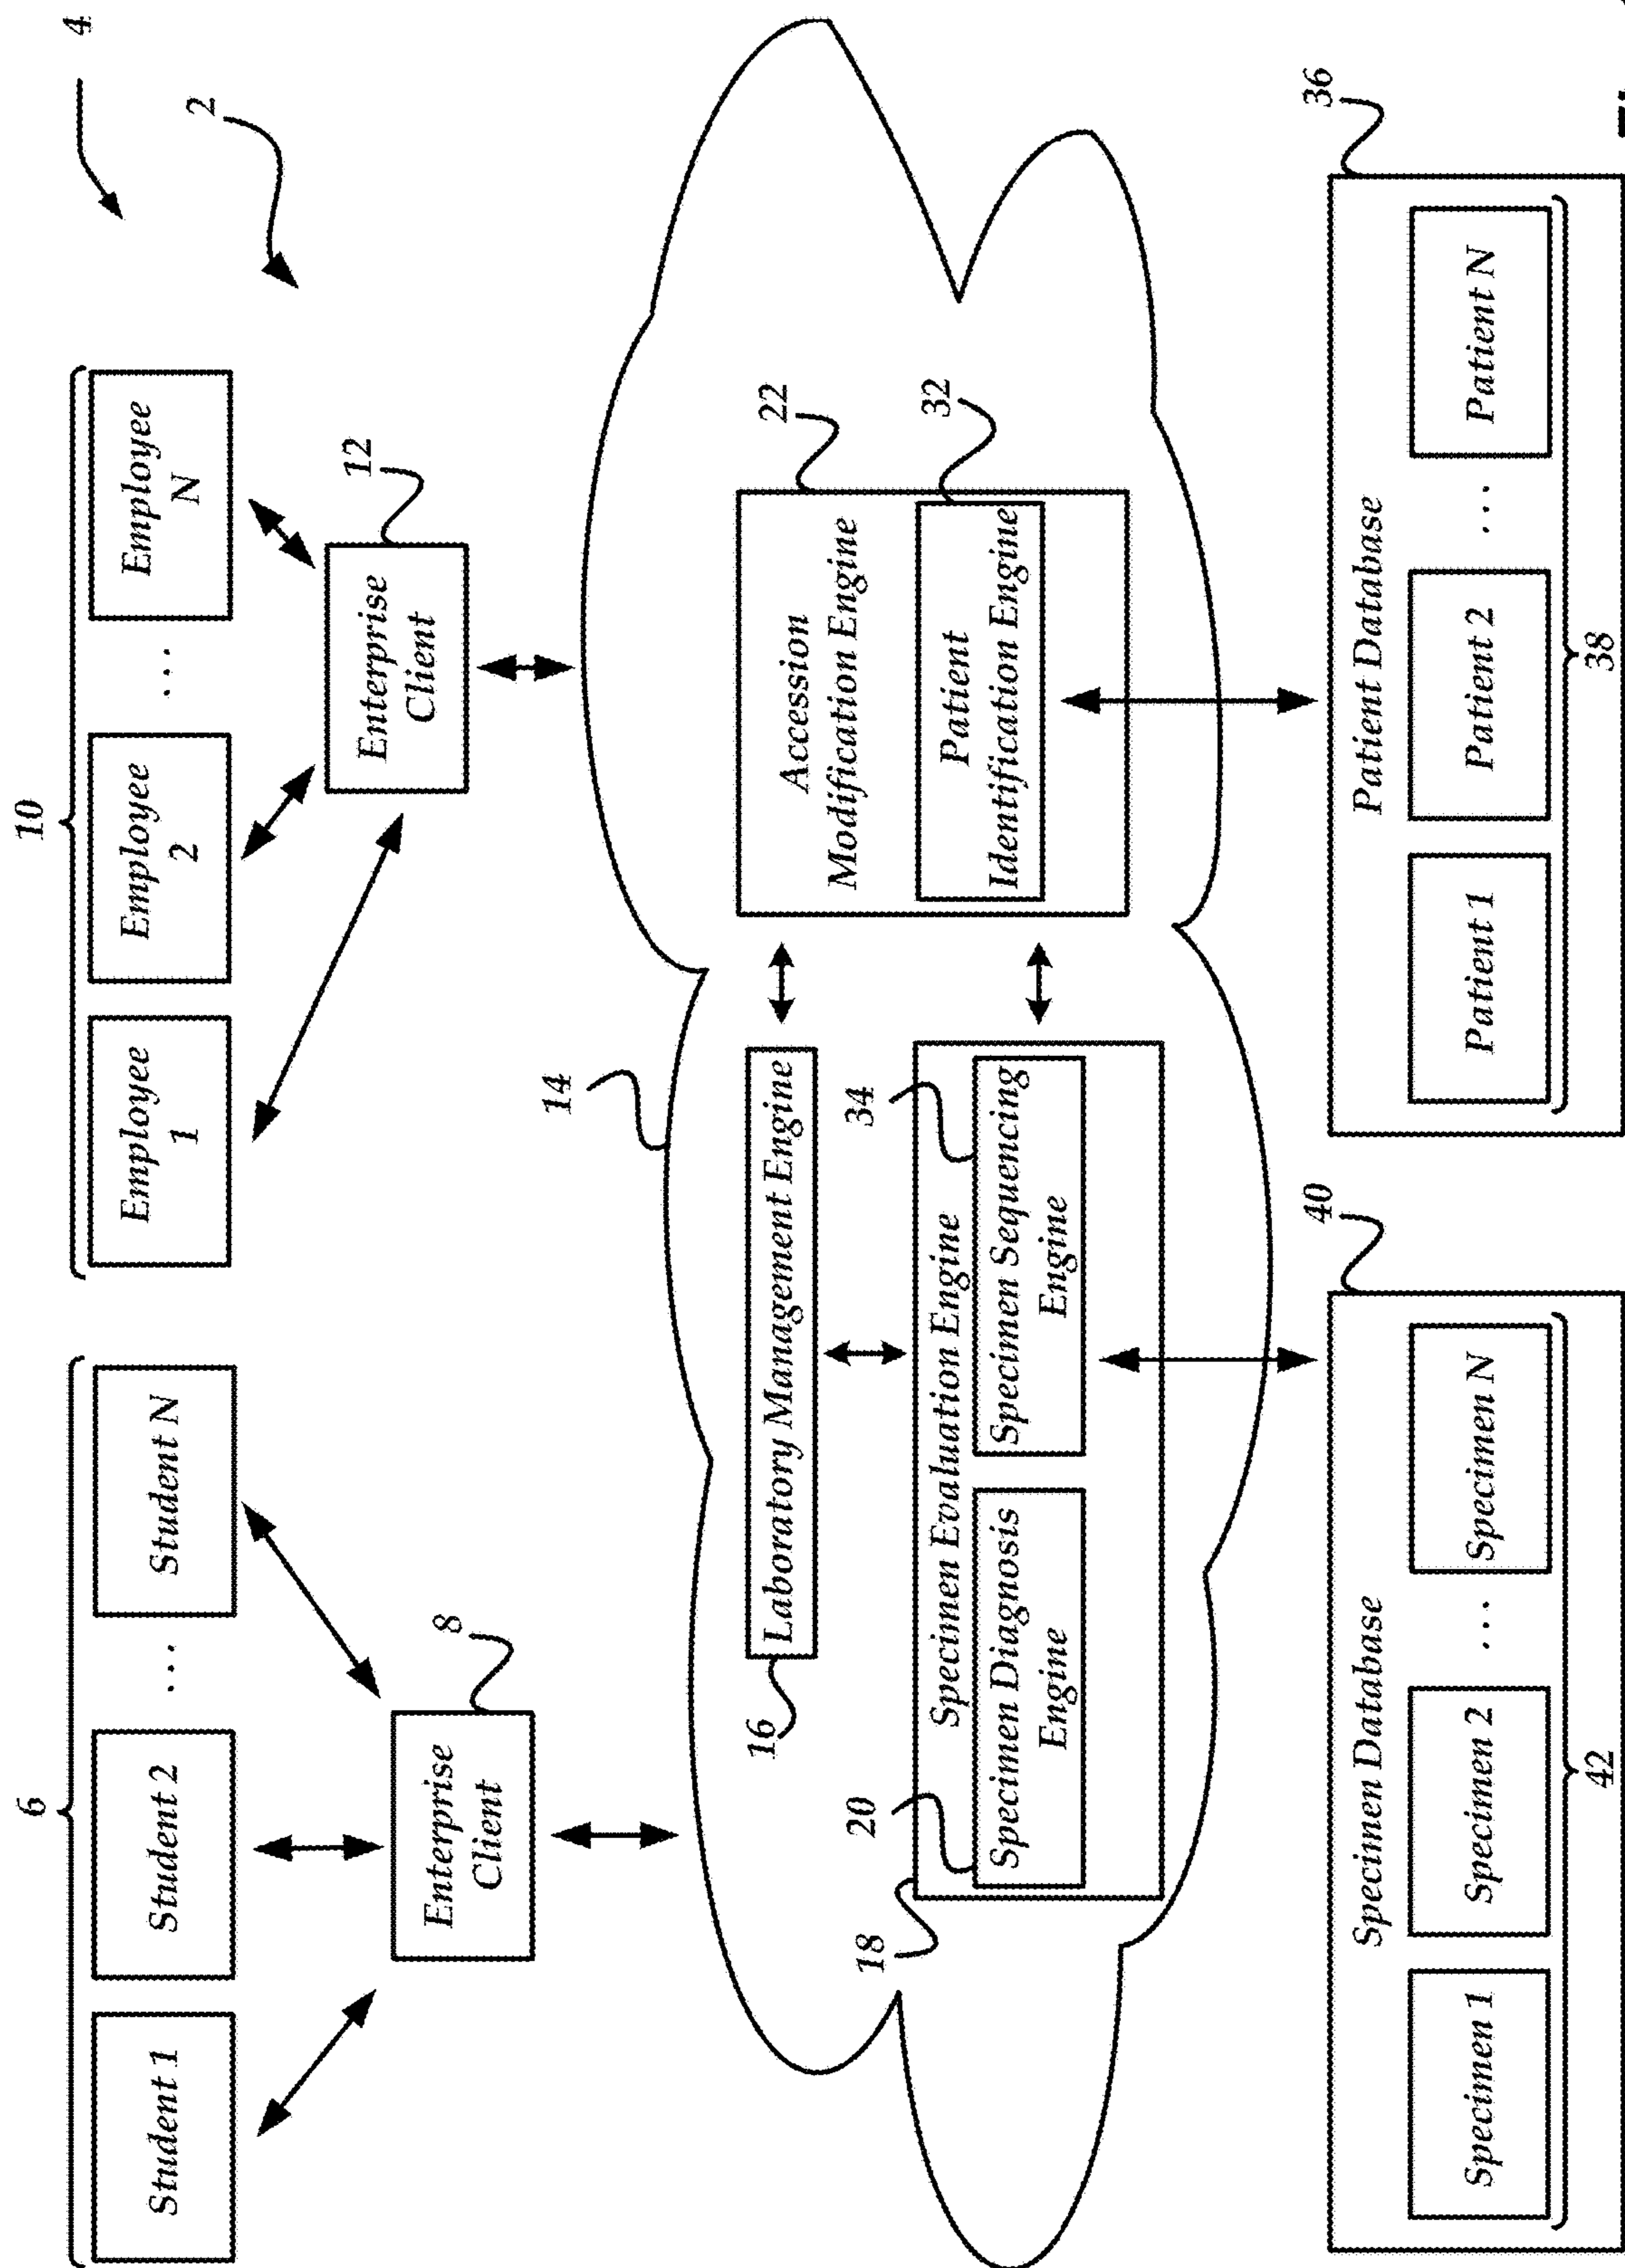 4
2
6
10
Student 1
Student 2
...
Student N
Employee
1
Employee
2
...
Employee
N
8
Enterprise
Client
12
Enterprise
Client
14
16
Laboratory Management Engine
22
Accession
Modification Engine
32
Patient
Identification Engine
18
Specimen Evaluation Engine
20
Specimen Diagnosis
Engine
34
Specimen Sequencing
Engine
40
Specimen Database
Specimen 1
Specimen 2
...
Specimen N
42
36
Patient Database
Patient 1
Patient 2
...
Patient N
38